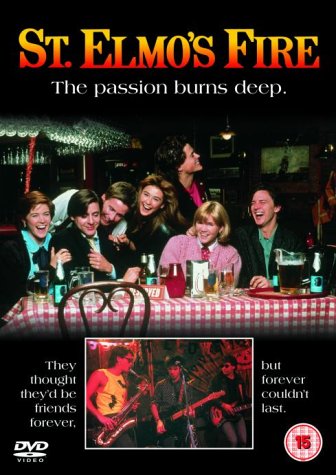 ST. ELMO'S FIRE
The passion burns deep.
They
thought
they'd be
friends
forever,
but
forever
couldn't
last.
DVD
VIDEO
15